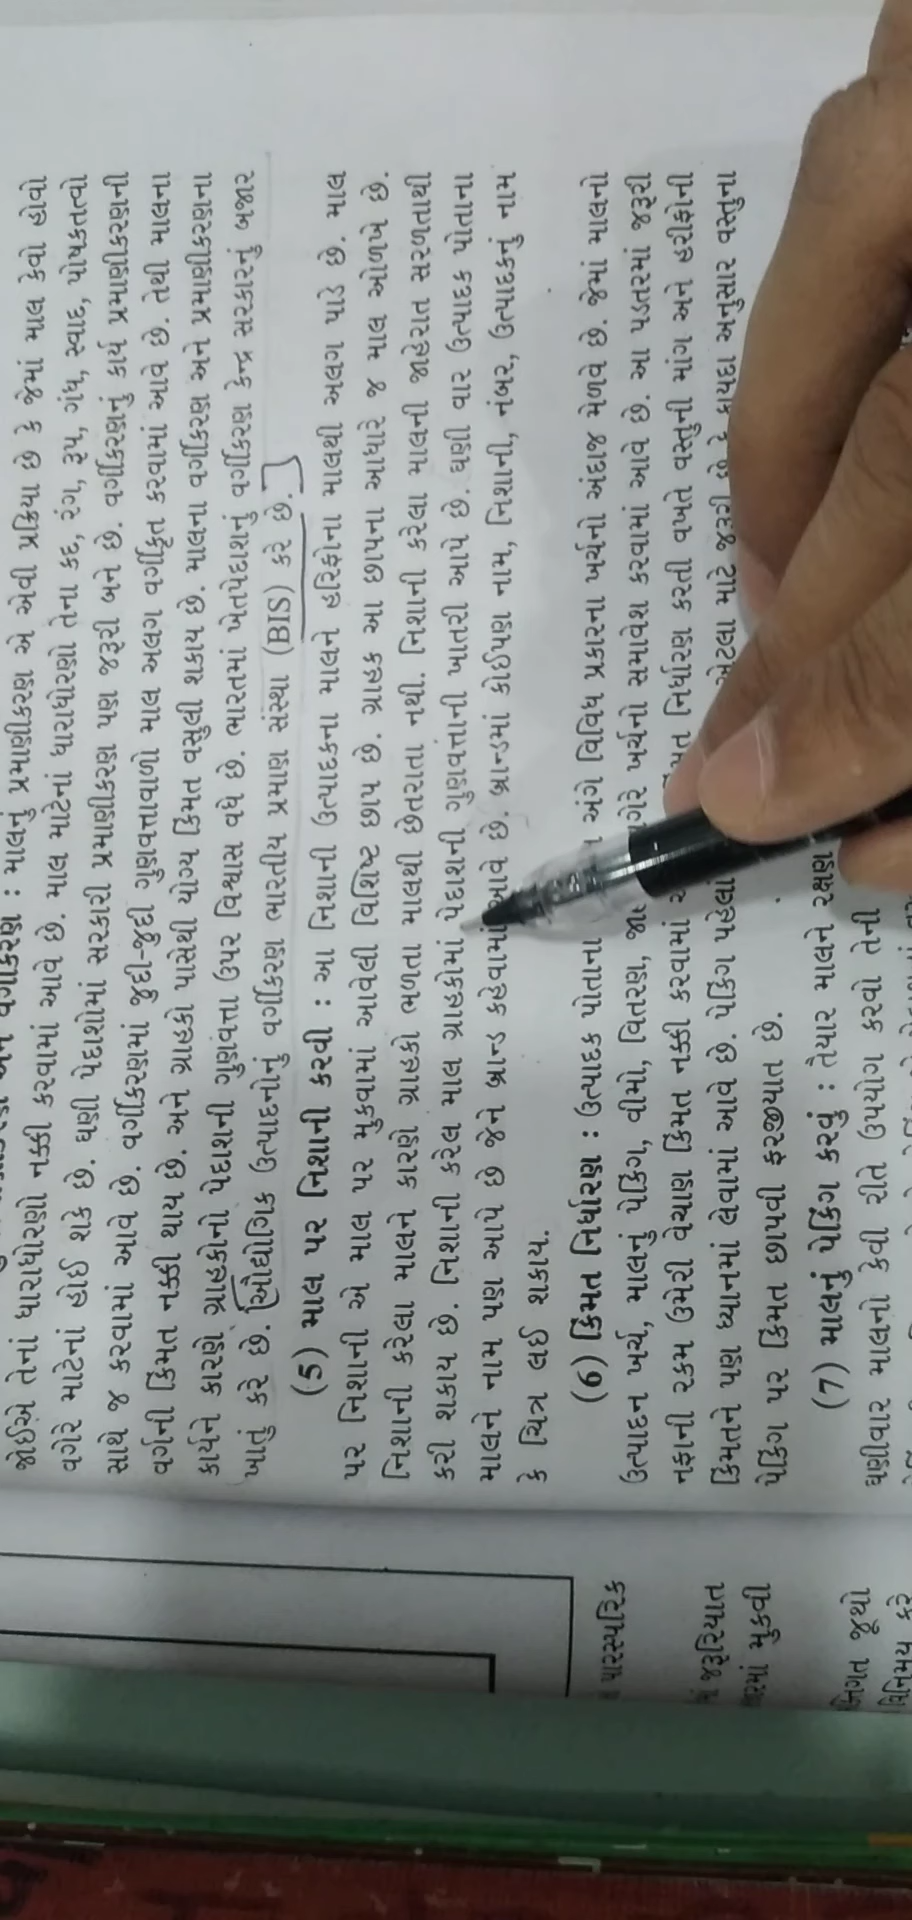 વર્ગીકરણ : માલનું પ્રમાણીકરણ એ એવી પ્રક્રિયા છે કે જેમાં માલ કેવો હોવો
જોઈએ તેનાં ધારાધોરણો નક્કી કરવામાં આવે છે. માલ માટેનાં ધારાધોરણો તેના કદ, રંગ, રૂપ, ગંધ, સ્વાદ, પોષકતત્ત્વો
વગેરે માટેનાં હોઈ શકે છે. ઘણી પેદાશોમાં સરકારી પ્રમાણીકરણ પણ જરૂરી બને છે. વર્ગીકરણનું કાર્ય પ્રમાણીકરણની
સાથે જ કરવામાં આવે છે. વર્ગીકરણમાં જુદી-જુદી ગુણવત્તાવાળો માલ અલગ વર્ગીકૃત કરવામાં આવે છે. તેથી માલના
વર્ગની કિંમત નક્કી થાય છે. અને ગ્રાહકો પાસેથી યોગ્ય કિંમત વસૂલી શકાય છે. માલના વર્ગીકરણ અને પ્રમાણીકરણના
કાર્યને કારણે ગ્રાહકોનો પેદાશની ગુણવત્તા ઉપર વિશ્વાસ વધે છે. ભારતમાં ખેતપેદાશનું વર્ગીકરણ કેન્દ્ર સરકારનું બજાર
ખાતું કરે છે. ઔદ્યોગિક ઉત્પાદનોનું વર્ગીકરણ ભારતીય પ્રમાણ સંસ્થા (BIS) કરે છે.
(5) માલ પર નિશાની કરવી : આ નિશાની ઉત્પાદકના માલને હરિફોના માલથી અલગ પાડે છે. માલ
પર નિશાની એ માલ પર મુકવામાં આવેલી વિશિષ્ટ છાપ છે. ગ્રાહક આ છાપના આધારે જ માલ ઓળખે છે.
નિશાની કરેલા માલને કારણે ગ્રાહકો ભળતા માલથી છેતરાતા નથી. નિશાની કરેલા માલની જાહેરાત સરળતાથી
કરી શકાય છે. નિશાની કરેલ માલ ગ્રાહકોમાં પેદાશની ગુણવત્તાની ખાતરી આપે છે. ઘણી વાર ઉત્પાદક પોતાના
માલને નામ પણ આપે છે જેને બ્રાન્ડ કહેવામાં આવે છે. બ્રાન્ડમાં કોઈપણ નામ, નિશાની, નંબર, ઉત્પાદકનું નામ
કે ચિત્ર લઈ શકાય.
(6) કિંમત નિર્ધારણ : ઉત્પાદક પોતાના અંગે વિવિધ પ્રકારના ખર્ચનો અંદાજ મેળવે છે. જેમાં માલનો
ઉત્પાદન ખર્ચ, માલનું પેકિંગ, વીમો, વિતરણ, વગેરે ખર્ચનો સમાવેશ કરવામાં આવે છે. આ પડતરમાં જરૂરી
નફાની રકમ ઉમેરી વેચાણ કિંમત નક્કી કરવામાં નિર્ધારણ કરતી વખતે વસ્તુની માંગ અને હરીફોની
કિંમતને પણ ધ્યાનમાં લેવામાં આવે છે. પેકિંગ પહેલાં એટલા માટે જરૂરી છે કે કાયદા અનુસાર વસ્તુના
પેકિંગ પર કિંમત છાપવી ફરજીયાત છે.
(7) માલનું પેકિંગ કરવું : તૈયાર માલને રક્ષણ
ઘણીવાર માલનો કેવી રીતે ઉપયોગ કરવો તેની
પારસ્પરિક
જરૂરિયાત
મુકવી
જૂથો
કરે